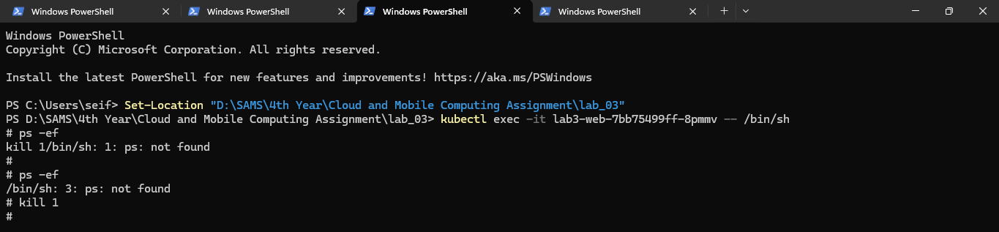 Windows PowerShell
Windows PowerShell
Windows PowerShell
Windows PowerShell
Windows PowerShell
Copyright (C) Microsoft Corporation. All rights reserved.
Install the latest PowerShell for new features and improvements! https://aka.ms/PSWindows
PS C:\Users\seif> Set-Location "D:\SAMS\4th Year\Cloud and Mobile Computing Assignment\lab_03"
PS D:\SAMS\4th Year\Cloud and Mobile Computing Assignment\lab_03> kubectl exec -it lab3-web-7bb75499ff-8pmmv -- /bin/sh
# ps -ef
kill 1/bin/sh: 1: ps: not found
#
# ps -ef
/bin/sh: 3: ps: not found
# kill 1
#